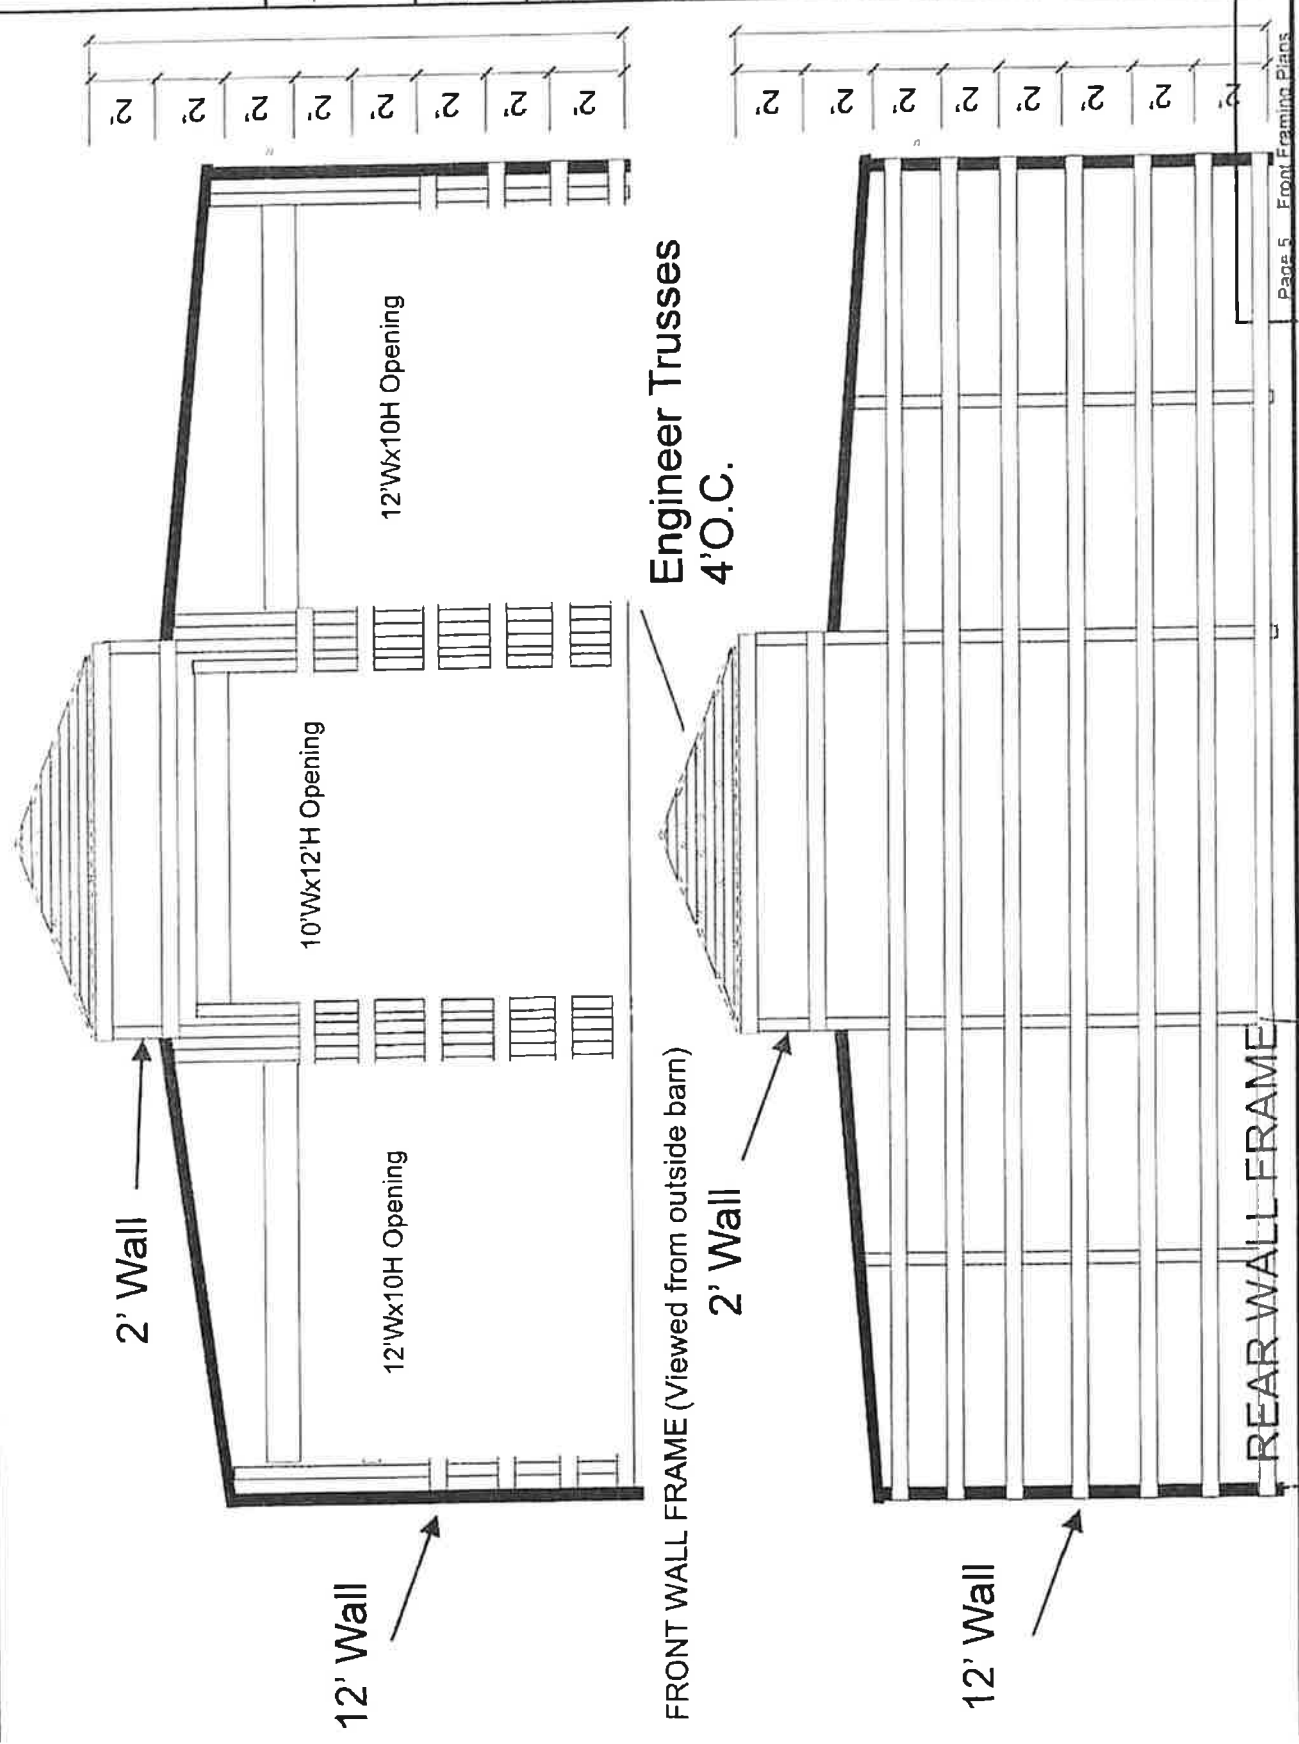 2' 2' 2' 2' 2' 2' 2' 2'
2' Wall
12'Wx10H Opening
10'Wx12'H Opening
12'Wx10H Opening
12' Wall
FRONT WALL FRAME (Viewed from outside barn)
Engineer Trusses
4'O.C.
2' 2' 2' 2' 2' 2' 2' 2'
2' Wall
12' Wall
REAR WALL FRAME
Page 5 Front Framing Plans